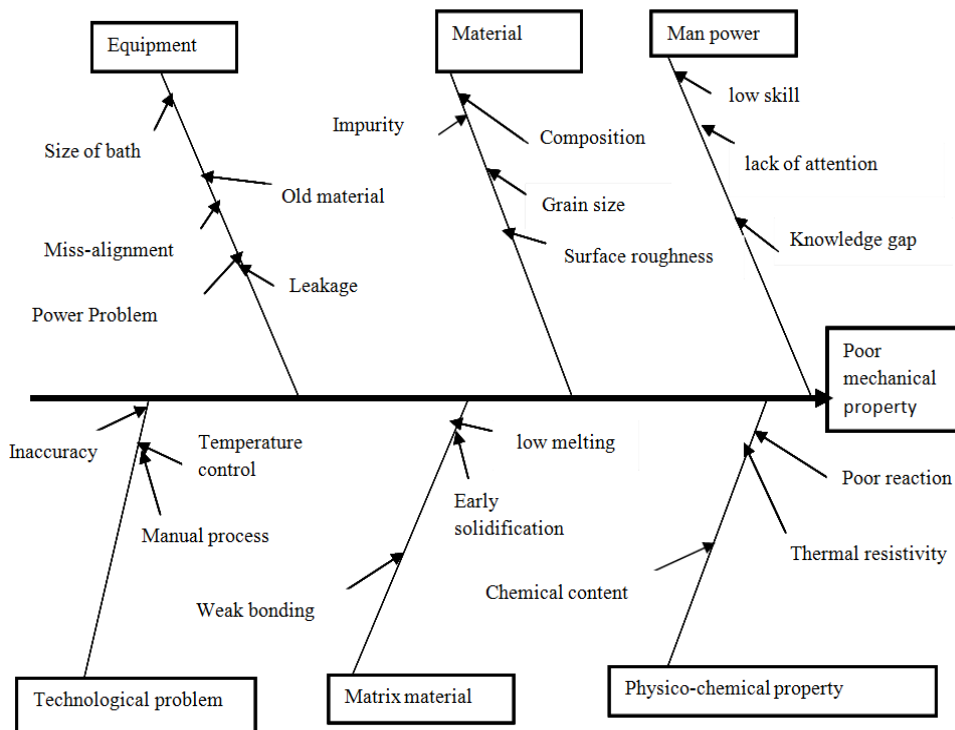 Equipment
Material
Man power
low skill
Impurity
Composition
Size of bath
lack of attention
Old material
Grain size
Miss-alignment
Surface roughness
Knowledge gap
Leakage
Power Problem
Poor
mechanical
property
Inaccuracy
Temperature
control
low melting
Poor reaction
Early
solidification
Manual process
Thermal resistivity
Chemical content
Weak bonding
Technological problem
Matrix material
Physico-chemical property